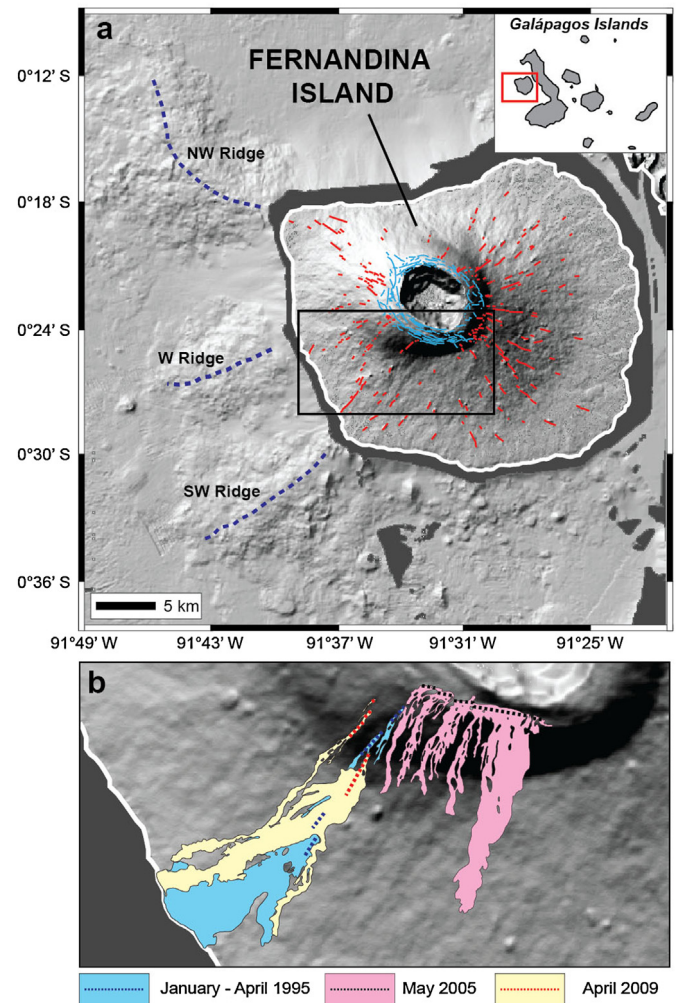 a
Galápagos Islands
FERNANDINA
ISLAND
0°12' S
NW Ridge
0°18' S
0°24' S
W Ridge
0°30' S
SW Ridge
0°36' S
5 km
91°49' W 91°43' W 91°37' W 91°31' W 91°25' W
b
January - April 1995 May 2005 April 2009